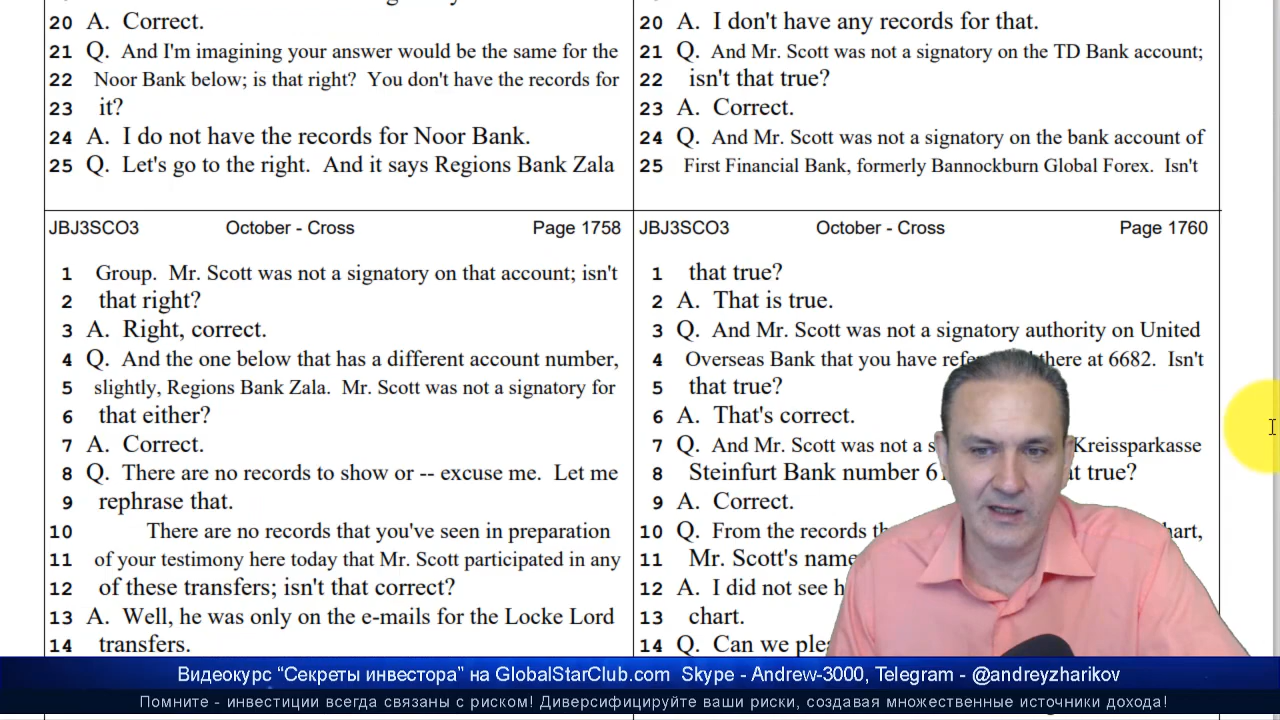 20 A. Correct.
21 Q. And I'm imagining your answer would be the same for the
22 Noor Bank below; is that right? You don't have the records for
23 it?
24 A. I do not have the records for Noor Bank.
25 Q. Let's go to the right. And it says Regions Bank Zala
20 A. I don't have any records for that.
21 Q. And Mr. Scott was not a signatory on the TD Bank account;
22 isn't that true?
23 A. Correct.
24 Q. And Mr. Scott was not a signatory on the bank account of
25 First Financial Bank, formerly Bannockburn Global Forex. Isn't
JBJ3SCO3 October - Cross Page 1758
1 Group. Mr. Scott was not a signatory on that account; isn't
2 that right?
3 A. Right, correct.
4 Q. And the one below that has a different account number,
5 slightly, Regions Bank Zala. Mr. Scott was not a signatory for
6 that either?
7 A. Correct.
8 Q. There are no records to show or -- excuse me. Let me
9 rephrase that.
10 There are no records that you've seen in preparation
11 of your testimony here today that Mr. Scott participated in any
12 of these transfers; isn't that correct?
13 A. Well, he was only on the e-mails for the Locke Lord
14 transfers.
JBJ3SCO3 October - Cross Page 1760
1 that true?
2 A. That is true.
3 Q. And Mr. Scott was not a signatory authority on United
4 Overseas Bank that you have there at 6682. Isn't
5 that true?
6 A. That's correct.
7 Q. And Mr. Scott was not a Kreissparkasse
8 Steinfurt Bank number true?
9 A. Correct.
10 Q. From the records
11 Mr. Scott's name
12 A. I did not see
13 chart.
14 Q. Can we
Видеокурс “Секреты инвестора” на GlobalStarClub.com Skype - Andrew-3000, Telegram - @andreyzharikov
Помните - инвестиции всегда связаны с риском! Диверсифицируйте ваши риски, создавая множественные источники дохода!